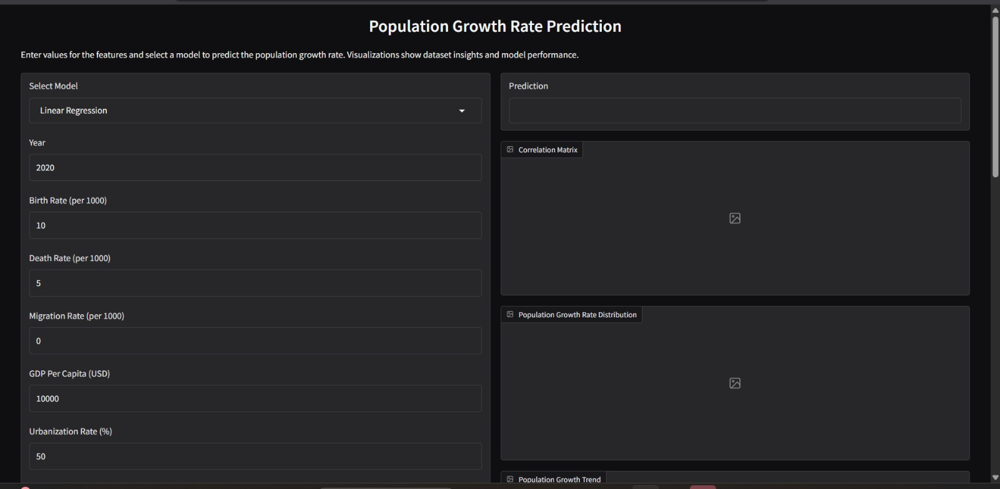 Population Growth Rate Prediction
Enter values for the features and select a model to predict the population growth rate. Visualizations show dataset insights and model performance.
Select Model
Linear Regression
Year
2020
Birth Rate (per 1000)
10
Death Rate (per 1000)
5
Migration Rate (per 1000)
0
GDP Per Capita (USD)
10000
Urbanization Rate (%)
50
Prediction
Correlation Matrix
Population Growth Rate Distribution
Population Growth Trend